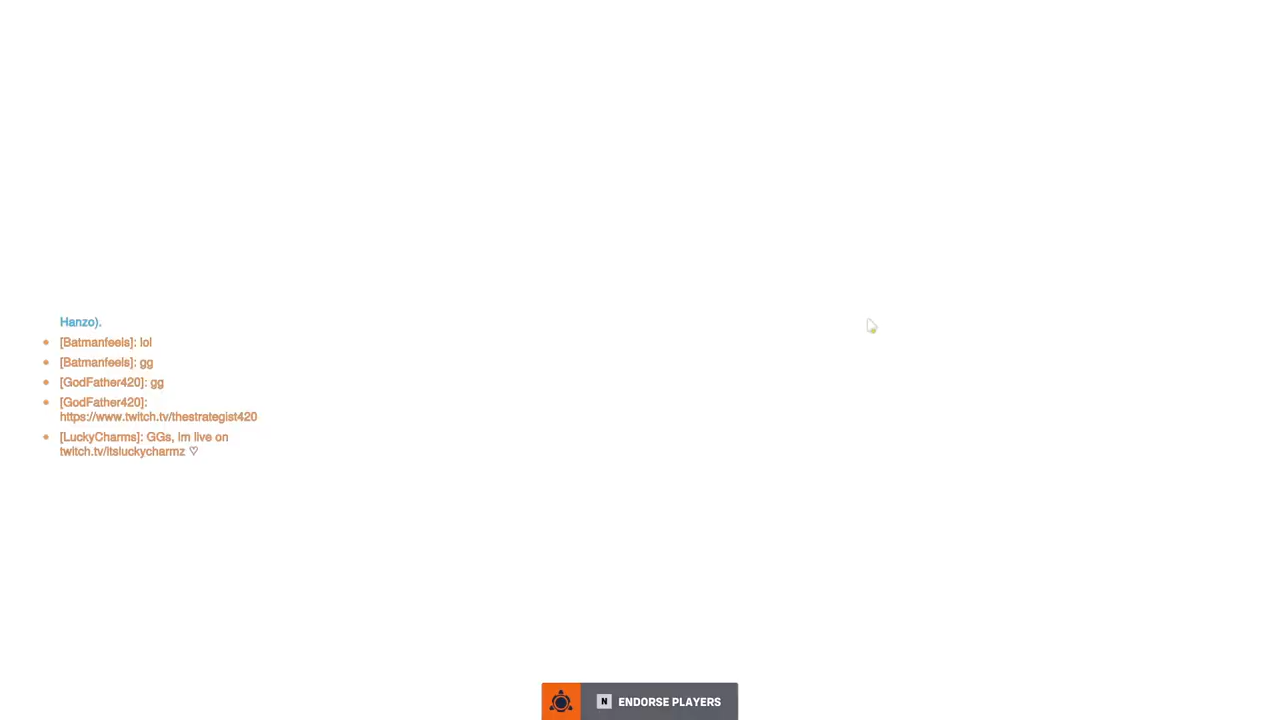 Hanzo).
[Batmanfeels]: lol
[Batmanfeels]: gg
[GodFather420]: gg
[GodFather420]:
https://www.twitch.tv/thestrategist420
[LuckyCharms]: GGs, im live on
twitch.tv/itsluckycharmz ♡
N ENDORSE PLAYERS